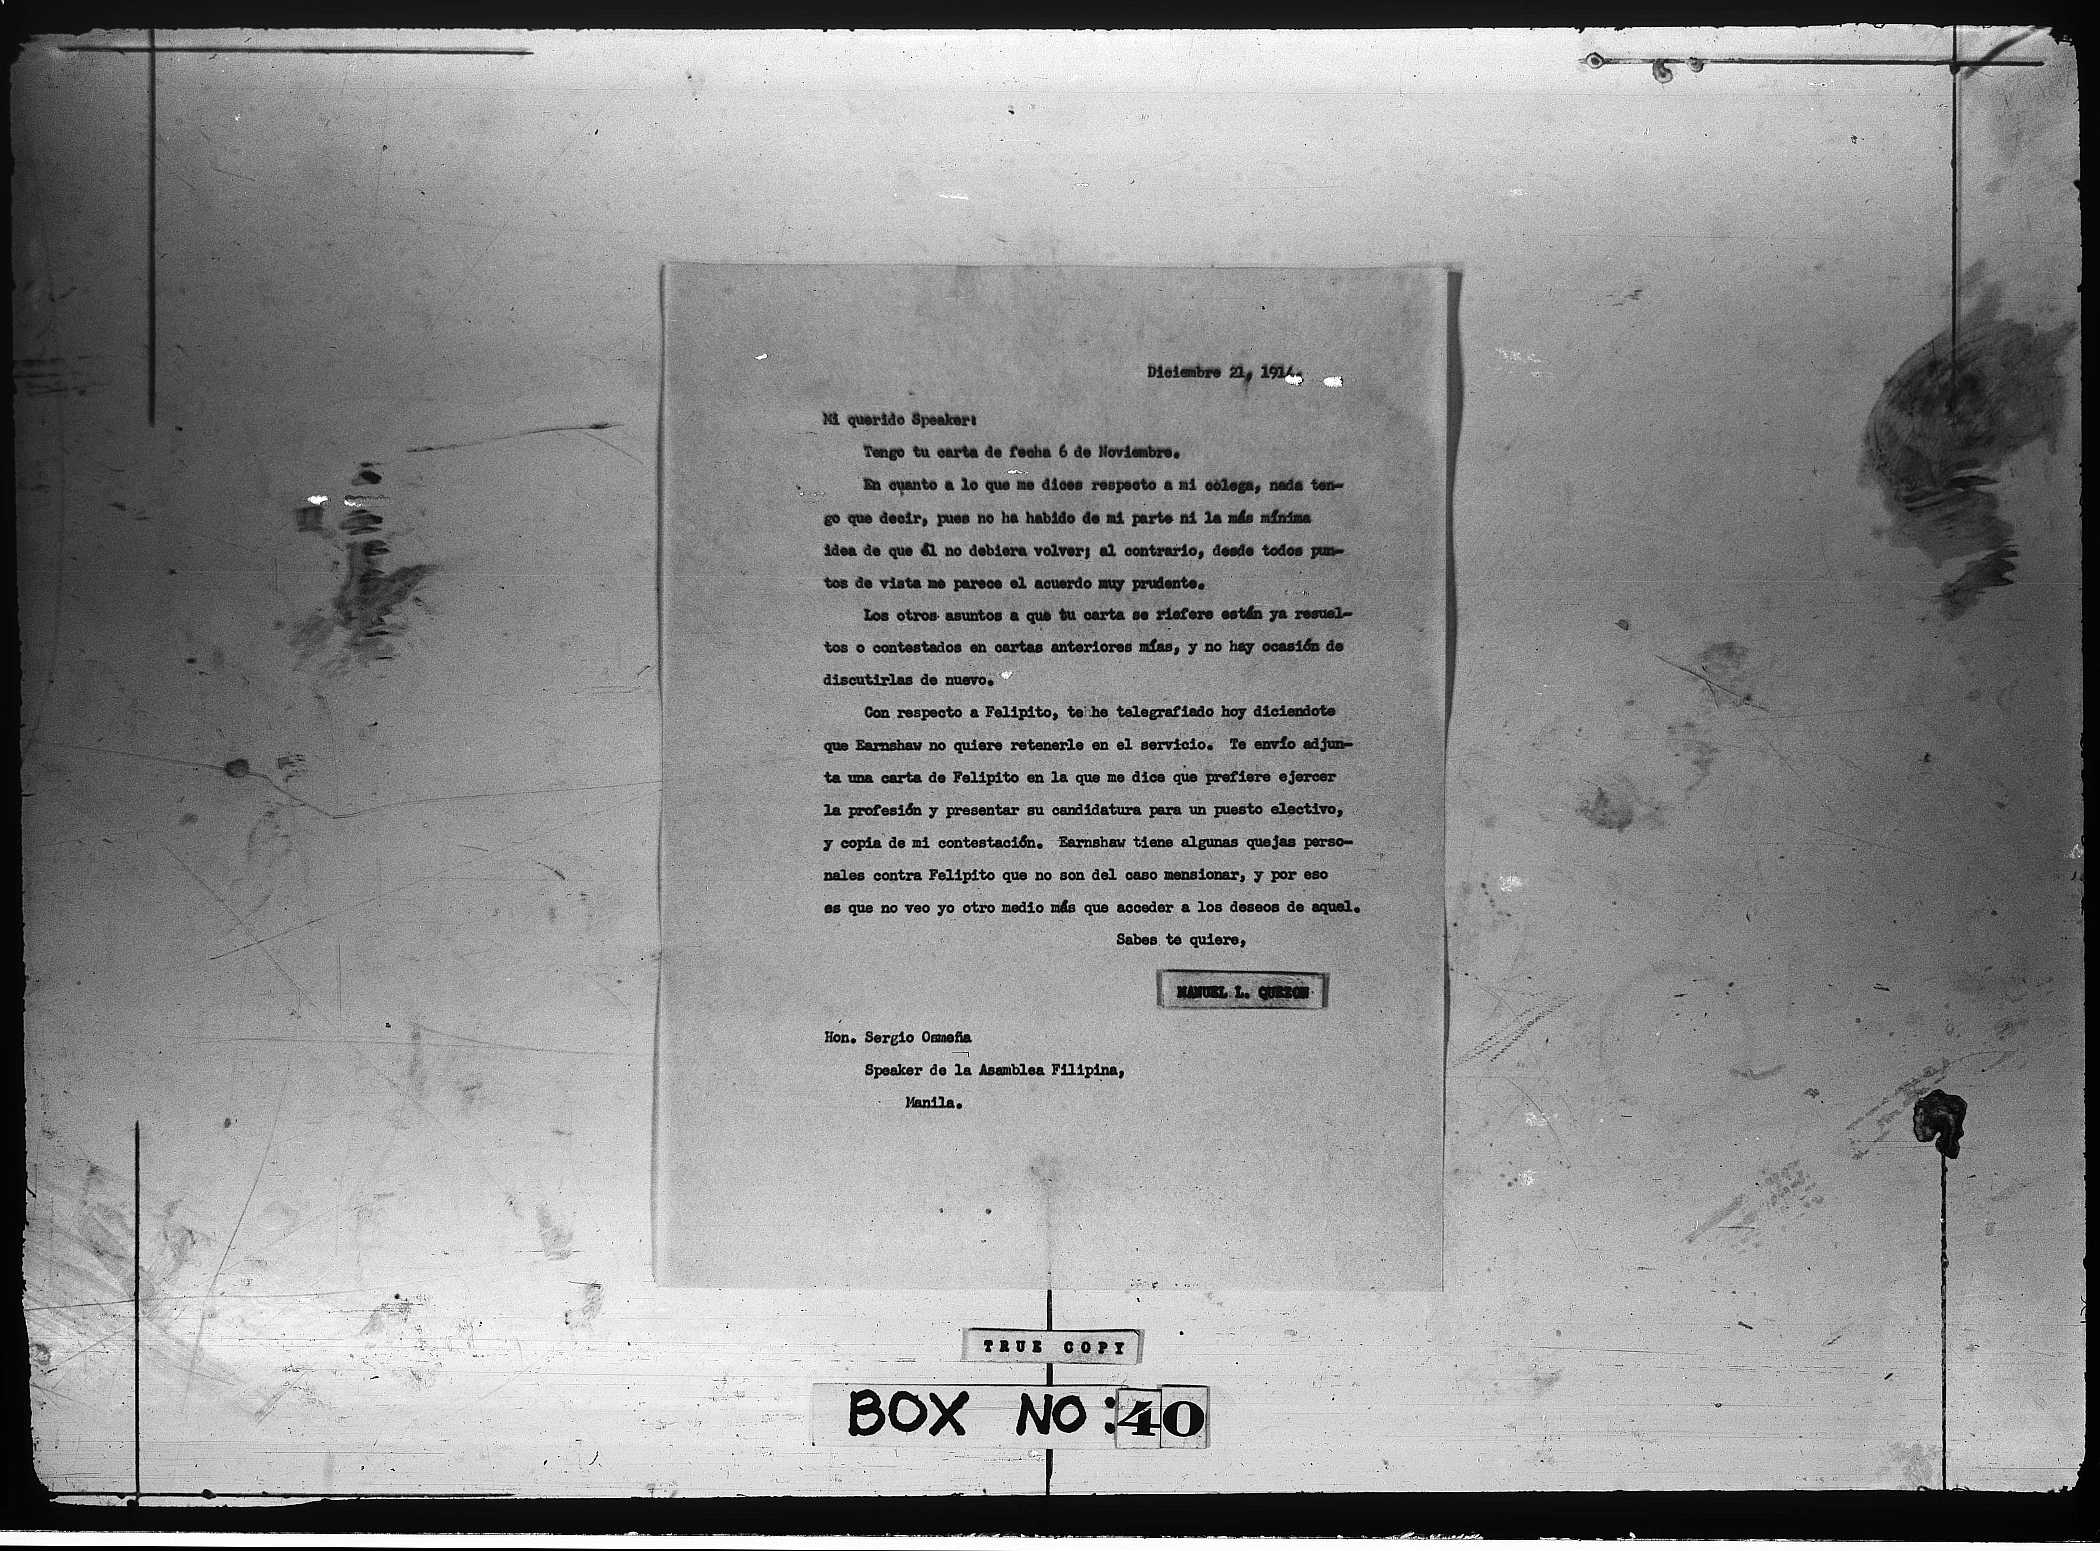 Diciembre 21, 1914.
Mi querido Speaker:
Tengo tu carta de fecha 6 de Noviembre.
En cuanto a lo que me dices respecto a mi colega, nada ten-
go que decir, pues no ha habido de mi parte ni la más mínima
idea de que él no debiera volver; al contrario, desde todos pun-
tos de vista me parece el acuerdo muy prudente.
Los otros asuntos a que tu carta se riefere están ya resuel-
tos o contestados en cartas anteriores mías, y no hay ocasión de
discutirlas de nuevo.
Con respecto a Felipito, te he telegrafiado hoy diciendote
que Earnshaw no quiere retenerle en el servicio. Te envío adjun-
ta una carta de Felipito en la que me dice que prefiere ejercer
la profesión y presentar su candidatura para un puesto electivo,
y copia de mi contestación. Earnshaw tiene algunas quejas perso-
nales contra Felipito que no son del caso mensionar, y por eso
es que no veo yo otro medio más que acceder a los deseos de aquel.
Sabes te quiere,
MANUEL L. QUEZON
Hon. Sergio Osmeña
Speaker de la Asamblea Filipina,
Manila.
TRUE COPY
BOX NO:40